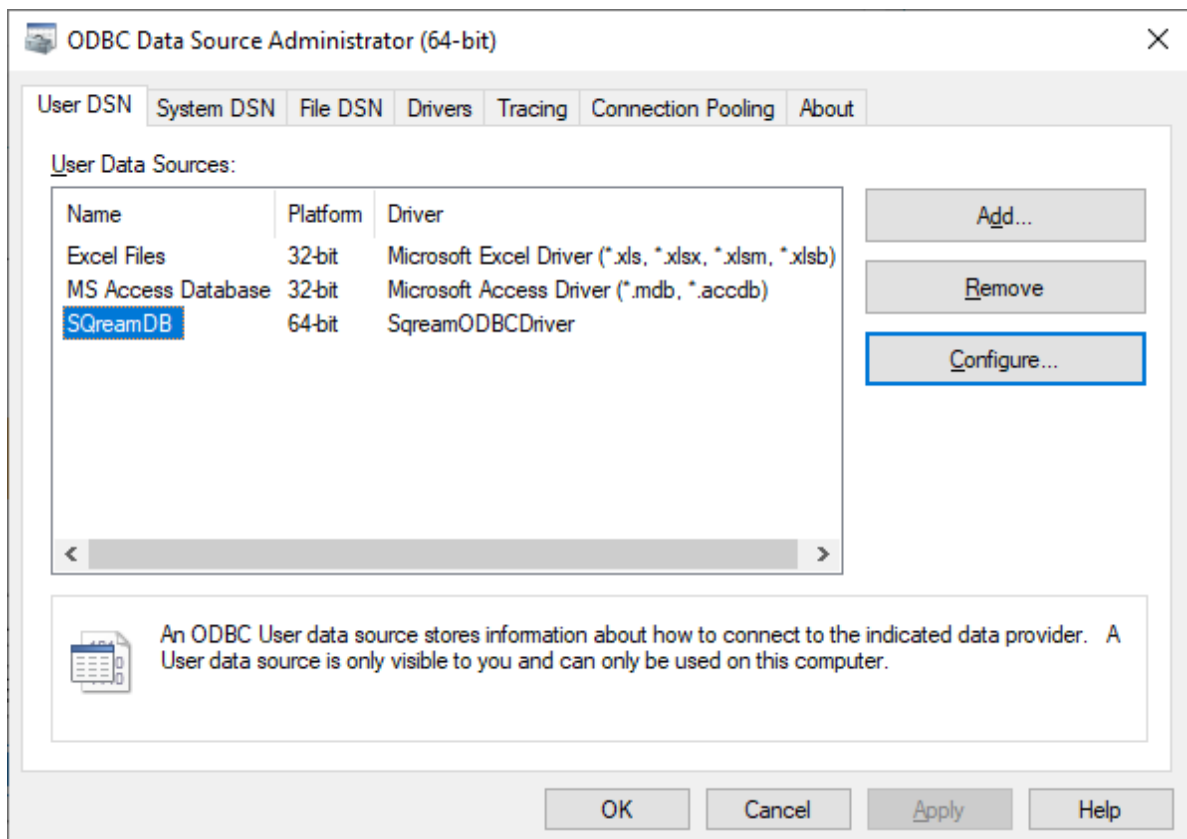 ODBC Data Source Administrator (64-bit)
User DSN System DSN File DSN Drivers Tracing Connection Pooling About
User Data Sources:
Name Platform Driver
Excel Files 32-bit Microsoft Excel Driver (*.xls, *.xlsx, *.xlsm, *.xlsb)
MS Access Database 32-bit Microsoft Access Driver (*.mdb, *.accdb)
SQreamDB 64-bit SqreamODBCDriver
Add...
Remove
Configure...
An ODBC User data source stores information about how to connect to the indicated data provider. A
User data source is only visible to you and can only be used on this computer.
OK Cancel Apply Help